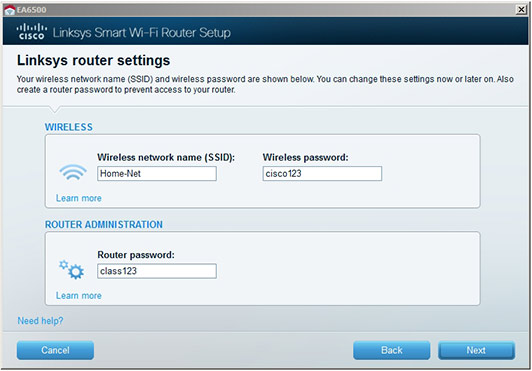 EA6500
CISCO Linksys Smart Wi-Fi Router Setup
Linksys router settings
Your wireless network name (SSID) and wireless password are shown below. You can change these settings now or later on. Also
create a router password to prevent access to your router.
WIRELESS
Wireless network name (SSID): Wireless password:
Home-Net cisco123
Learn more
ROUTER ADMINISTRATION
Router password:
class123
Learn more
Need help?
Cancel Back Next